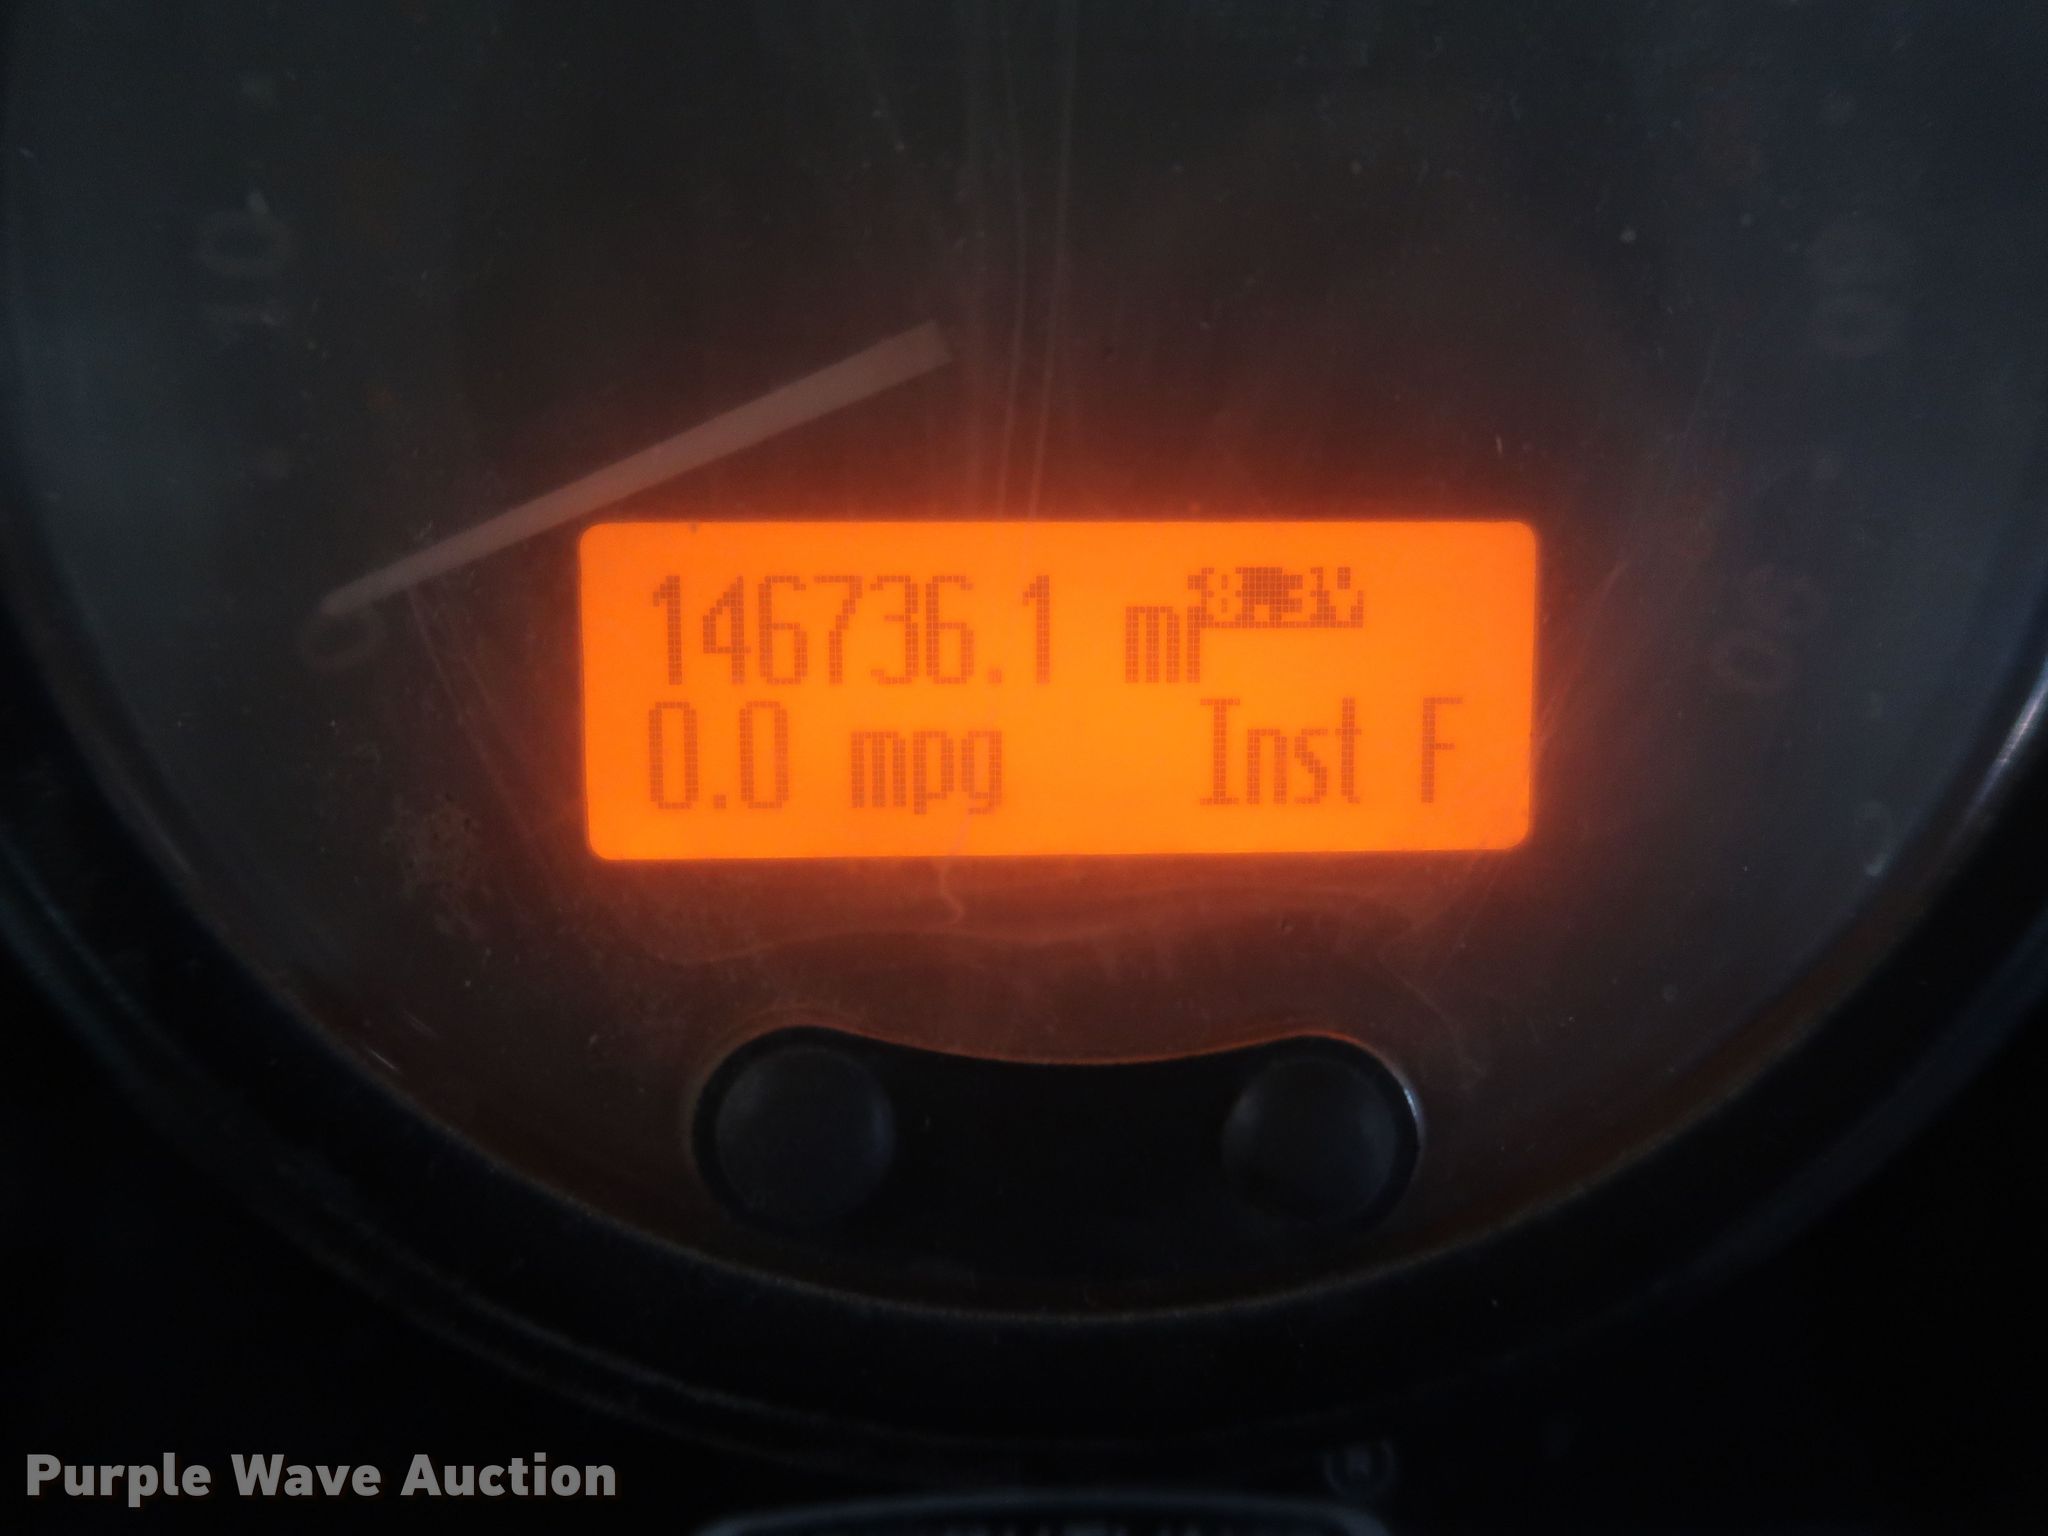 146736.1 mi
0.0 mpg Inst F
Purple Wave Auction